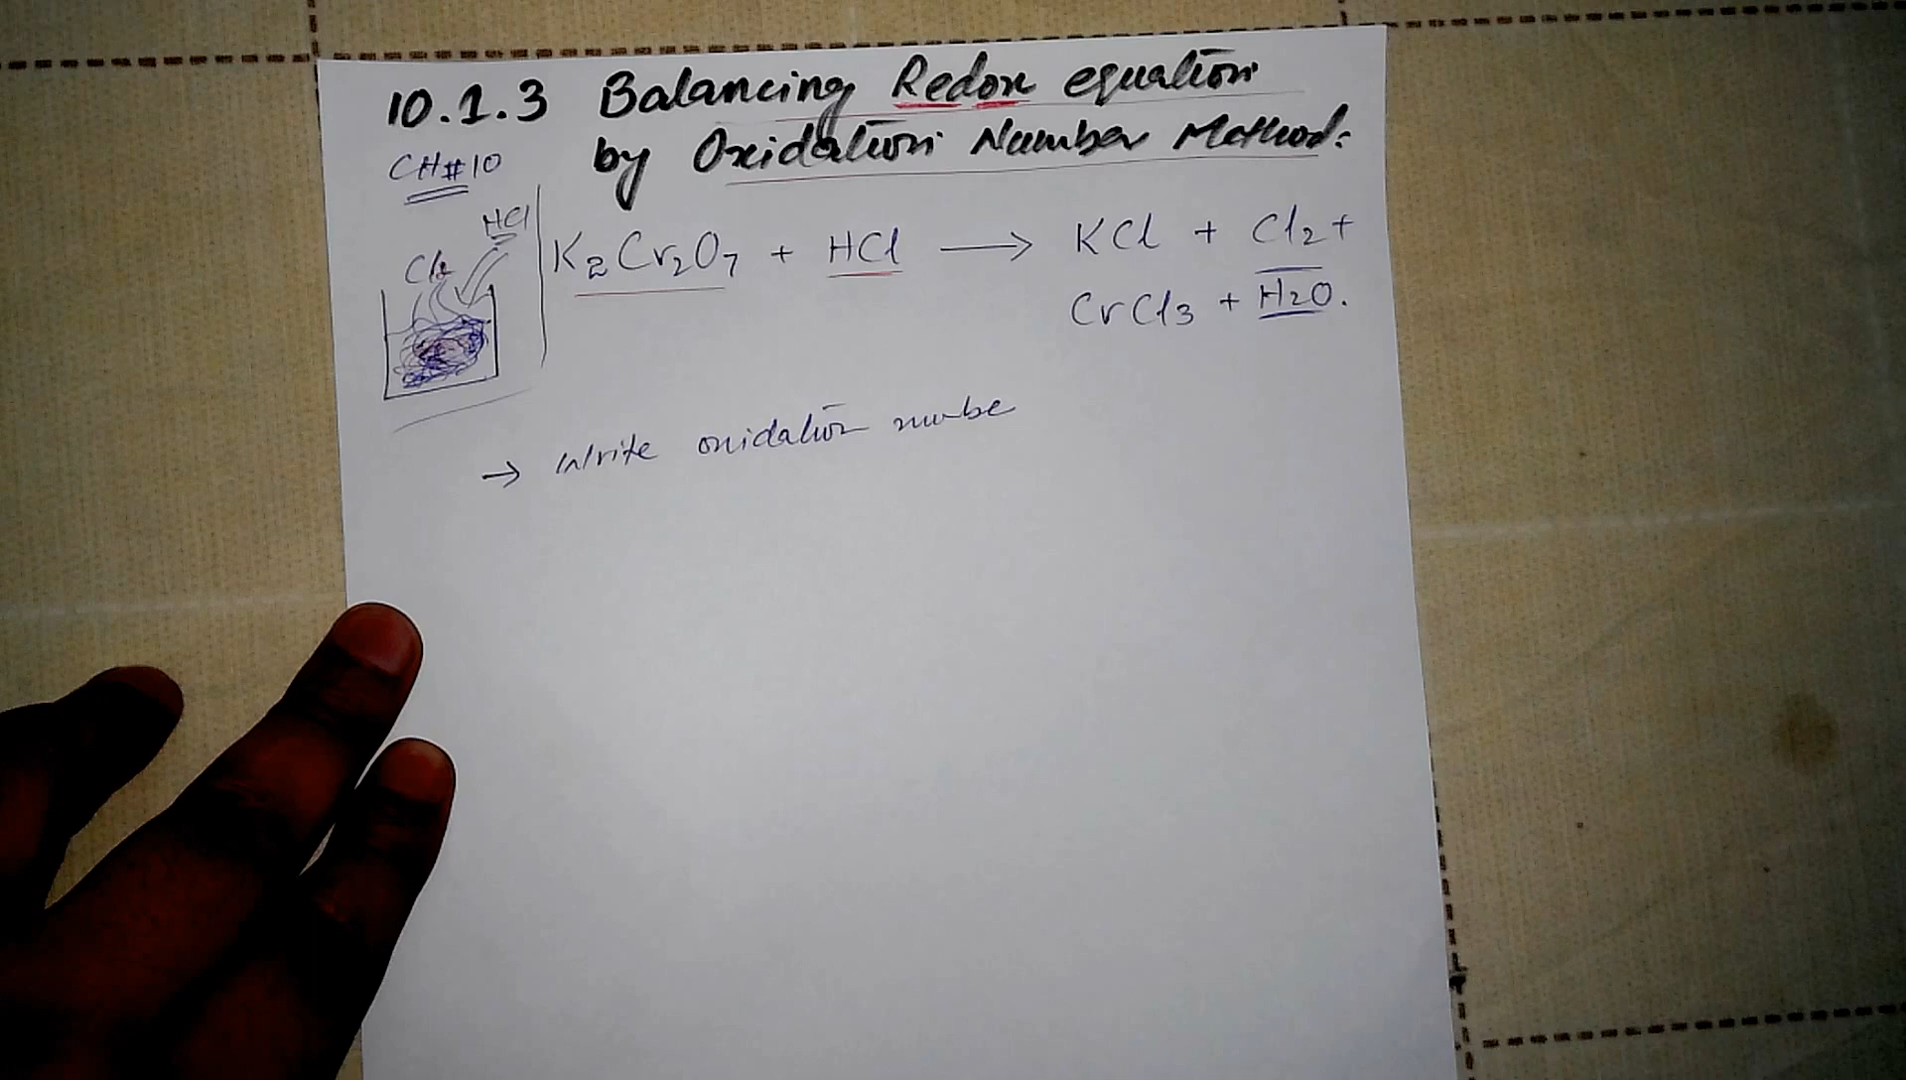 10.1.3 Balancing Redox equation
by Oxidation Number Method:
CH#10
HCl
Cl2
K2Cr2O7 + HCl → KCl + Cl2 +
CrCl3 + H2O.
→ Write oxidation numbe